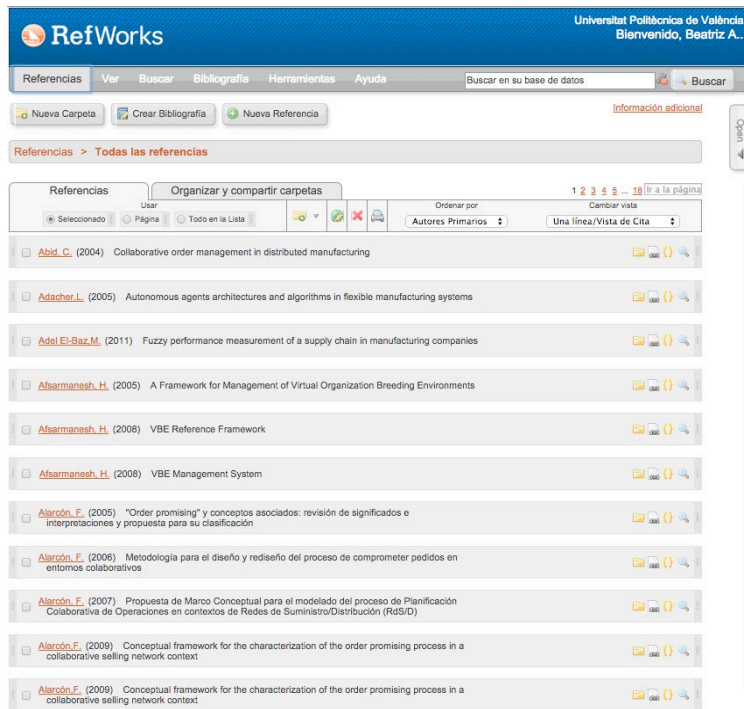 Universitat Politècnica de València
Bienvenido, Beatriz A..
RefWorks
Referencias Ver Buscar Bibliografía Herramientas Ayuda Buscar en su base de datos Buscar
Nueva Carpeta Crear Bibliografía Nueva Referencia Información adicional
Open
Referencias > Todas las referencias
Referencias Organizar y compartir carpetas 1 2 3 4 5 ... 18 Ir a la página
Usar Ordenar por Cambiar vista
Seleccionado Página Todo en la Lista Autores Primarios Una línea/Vista de Cita
Abid, C. (2004) Collaborative order management in distributed manufacturing
Adacher,L. (2005) Autonomous agents architectures and algorithms in flexible manufacturing systems
Adel El-Baz,M. (2011) Fuzzy performance measurement of a supply chain in manufacturing companies
Afsarmanesh, H. (2005) A Framework for Management of Virtual Organization Breeding Environments
Afsarmanesh, H. (2008) VBE Reference Framework
Afsarmanesh, H. (2008) VBE Management System
Alarcón, F. (2005) "Order promising" y conceptos asociados: revisión de significados e
interpretaciones y propuesta para su clasificación
Alarcón, F. (2006) Metodología para el diseño y rediseño del proceso de comprometer pedidos en
entornos colaborativos
Alarcón, F. (2007) Propuesta de Marco Conceptual para el modelado del proceso de Planificación
Colaborativa de Operaciones en contextos de Redes de Suministro/Distribución (RdS/D)
Alarcón,F. (2009) Conceptual framework for the characterization of the order promising process in a
collaborative selling network context
Alarcón,F. (2009) Conceptual framework for the characterization of the order promising process in a
collaborative selling network context